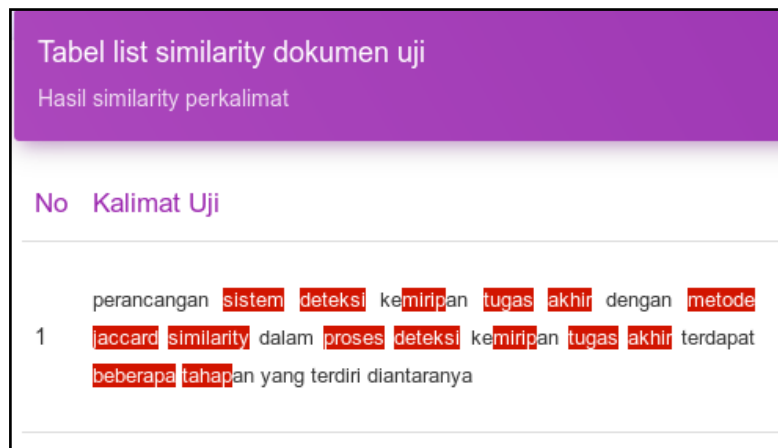 Tabel list similarity dokumen uji
Hasil similarity perkalimat
No Kalimat Uji
perancangan sistem deteksi kemiripan tugas akhir dengan metode
1 jaccard similarity dalam proses deteksi kemiripan tugas akhir terdapat
beberapa tahapan yang terdiri diantaranya